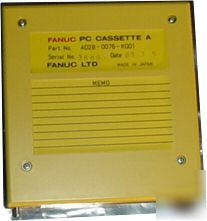 FANUC PC CASSETTE A
Part No. A02B-0076-K001
Serial No. Date
FANUC LTD MADE IN JAPAN
MEMO